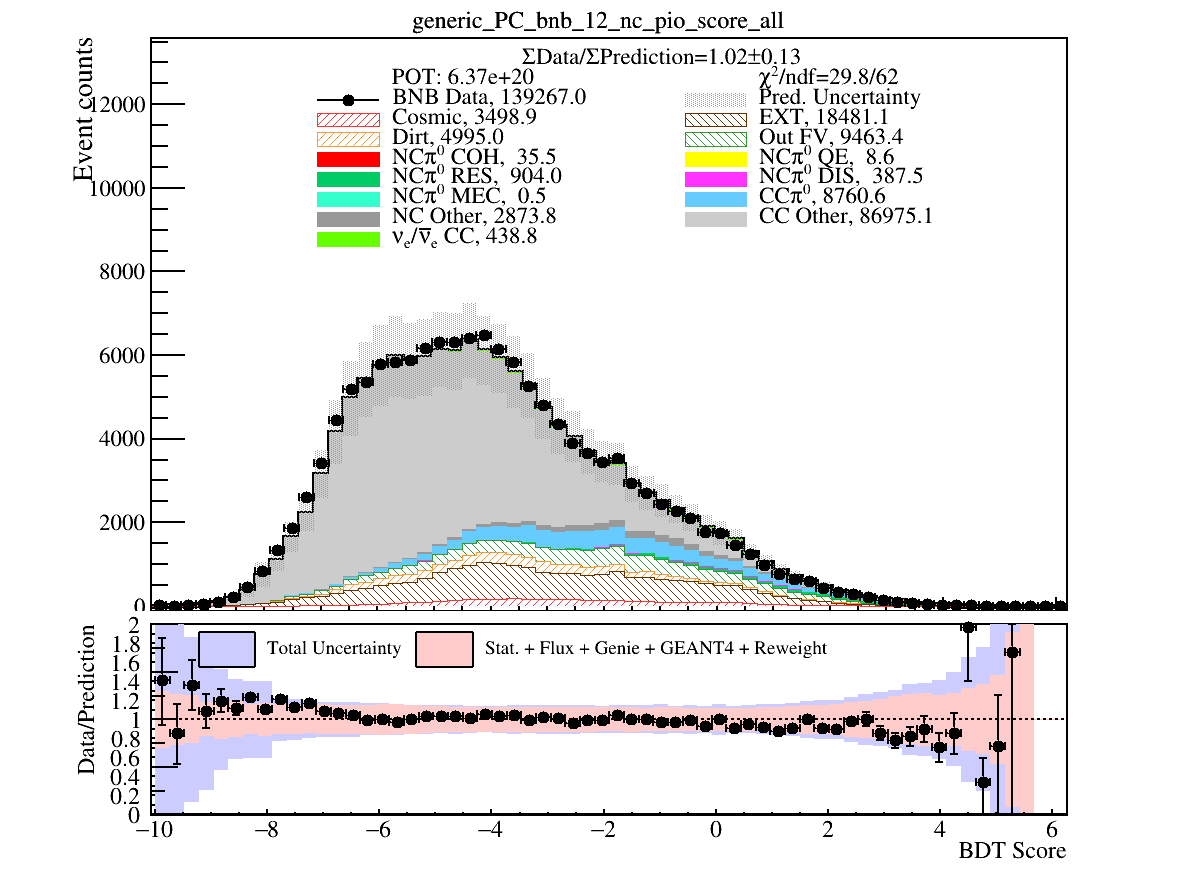 generic_PC_bnb_12_nc_pio_score_all
ΣData/ΣPrediction=1.02±0.13
POT: 6.37e+20
χ²/ndf=29.8/62
BNB Data, 139267.0
Pred. Uncertainty
Cosmic, 3498.9
EXT, 18481.1
Dirt, 4995.0
Out FV, 9463.4
NCπ⁰ COH, 35.5
NCπ⁰ QE, 8.6
NCπ⁰ RES, 904.0
NCπ⁰ DIS, 387.5
NCπ⁰ MEC, 0.5
CCπ⁰, 8760.6
NC Other, 2873.8
CC Other, 86975.1
νₑ/ν̅ₑ CC, 438.8
Event counts
12000
10000
8000
6000
4000
2000
0
Total Uncertainty
Stat. + Flux + Genie + GEANT4 + Reweight
Data/Prediction
2
1.8
1.6
1.4
1.2
1
0.8
0.6
0.4
0.2
0
−10 −8 −6 −4 −2 0 2 4 6
BDT Score